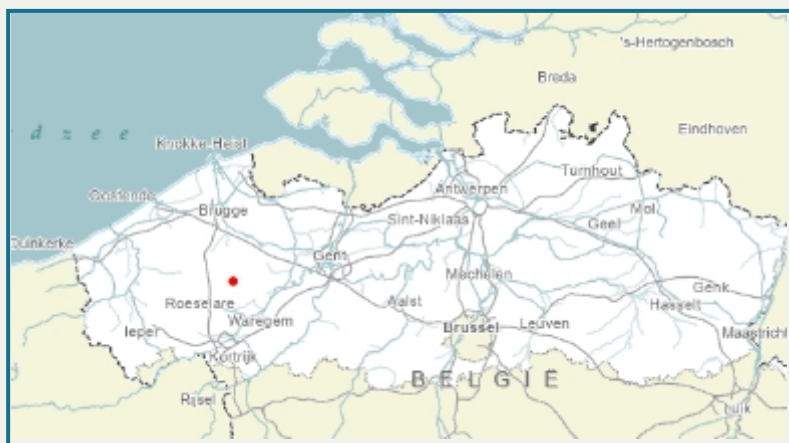 's-Hertogenbosch
Breda
Eindhoven
d z e e
Knokke-Heist
Turnhout
Antwerpen
Oostende
Brugge
Sint-Niklaas
Mol
Geel
Duinkerke
Gent
Mechelen
Genk
Roeselare
Aalst
Hasselt
Ieper
Waregem
Brussel
Leuven
Maastricht
Kortrijk
BELGIË
Rijsel
Luik